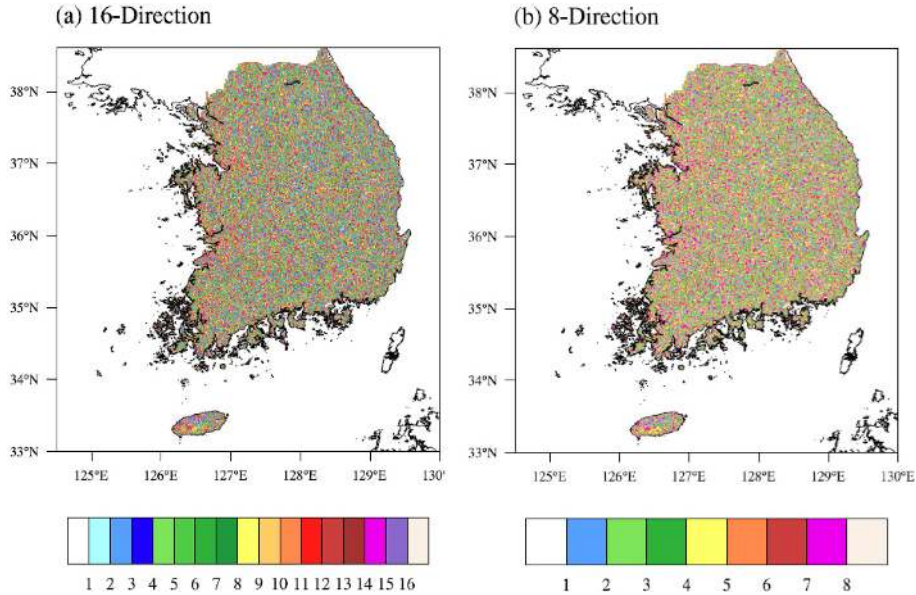 (a) 16-Direction
(b) 8-Direction
38°N
37°N
36°N
35°N
34°N
33°N
125°E 126°E 127°E 128°E 129°E 130°
38°N
37°N
36°N
35°N
34°N
33°N
125°E 126°E 127°E 128°E 129°E 130°E
1 2 3 4 5 6 7 8 9 10 11 12 13 14 15 16
1 2 3 4 5 6 7 8